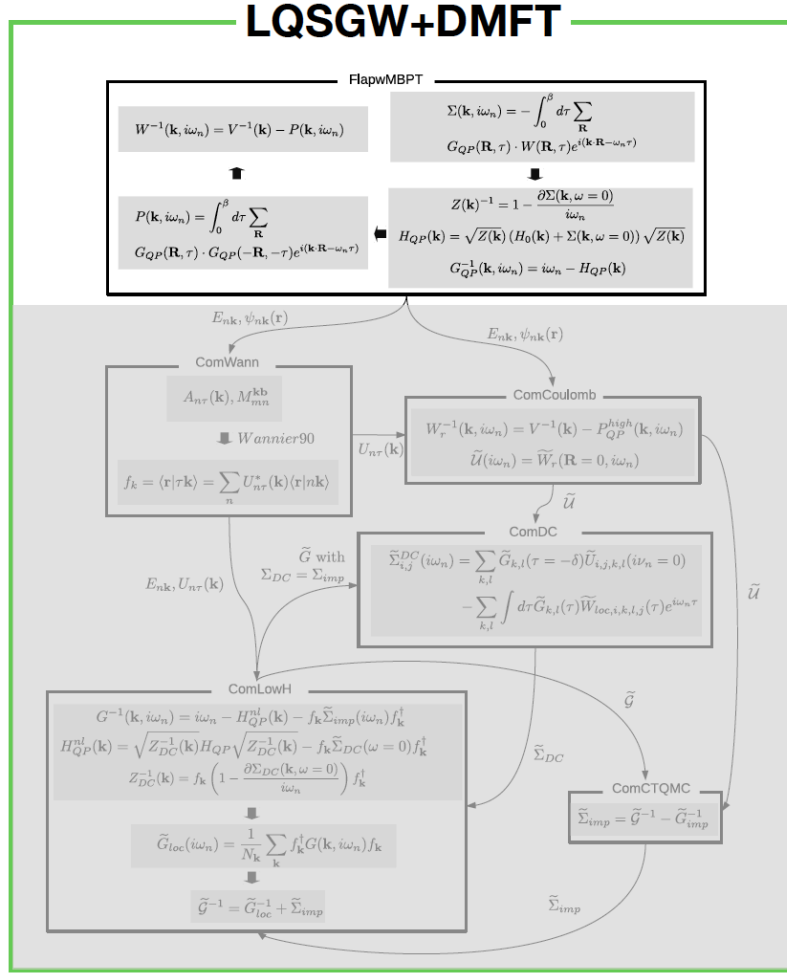 LQSGW+DMFT
FlapwMBPT
W^{-1}(k, iω_n) = V^{-1}(k) − P(k, iω_n)
Σ(k, iω_n) = −∫_0^β dτ ∑_R
G_{QP}(R, τ) · W(R, τ)e^{i(k·R−ω_nτ)}
P(k, iω_n) = ∫_0^β dτ ∑_R
G_{QP}(R, τ) · G_{QP}(−R, −τ)e^{i(k·R−ω_nτ)}
Z(k)^{-1} = 1 − ∂Σ(k, ω = 0)/iω_n
H_{QP}(k) = √Z(k) (H_0(k) + Σ(k, ω = 0)) √Z(k)
G_{QP}^{-1}(k, iω_n) = iω_n − H_{QP}(k)
E_{nk}, ψ_{nk}(r)
E_{nk}, ψ_{nk}(r)
ComWann
A_{nτ}(k), M_{mn}^{kb}
Wannier90
f_k = ⟨r|τk⟩ = ∑_n U*_{nτ}(k)⟨r|nk⟩
U_{nτ}(k)
ComCoulomb
W_r^{-1}(k, iω_n) = V^{-1}(k) − P_{QP}^{high}(k, iω_n)
Ũ(iω_n) = W̃_r(R = 0, iω_n)
Ũ
ComDC
Σ̃_{i,j}^{DC}(iω_n) = ∑_{k,l} G̃_{k,l}(τ = −δ)Ũ_{i,j,k,l}(iν_n = 0)
− ∑_{k,l} ∫ dτG̃_{k,l}(τ)W̃_{loc,i,k,l,j}(τ)e^{iω_nτ}
G̃ with
Σ_{DC} = Σ_{imp}
E_{nk}, U_{nτ}(k)
Ũ
ComLowH
G^{-1}(k, iω_n) = iω_n − H_{QP}^{nl}(k) − f_k Σ̃_{imp}(iω_n)f_k^†
H_{QP}^{nl}(k) = √Z_{DC}^{-1}(k) H_{QP} √Z_{DC}^{-1}(k) − f_k Σ̃_{DC}(ω = 0)f_k^†
Z_{DC}^{-1}(k) = f_k (1 − ∂Σ_{DC}(k, ω = 0)/iω_n) f_k^†
G̃_{loc}(iω_n) = 1/N_k ∑_k f_k^† G(k, iω_n)f_k
𝒢̃^{-1} = G̃_{loc}^{-1} + Σ̃_{imp}
𝒢̃
Σ̃_{DC}
ComCTQMC
Σ̃_{imp} = 𝒢̃^{-1} − G̃_{imp}^{-1}
Σ̃_{imp}